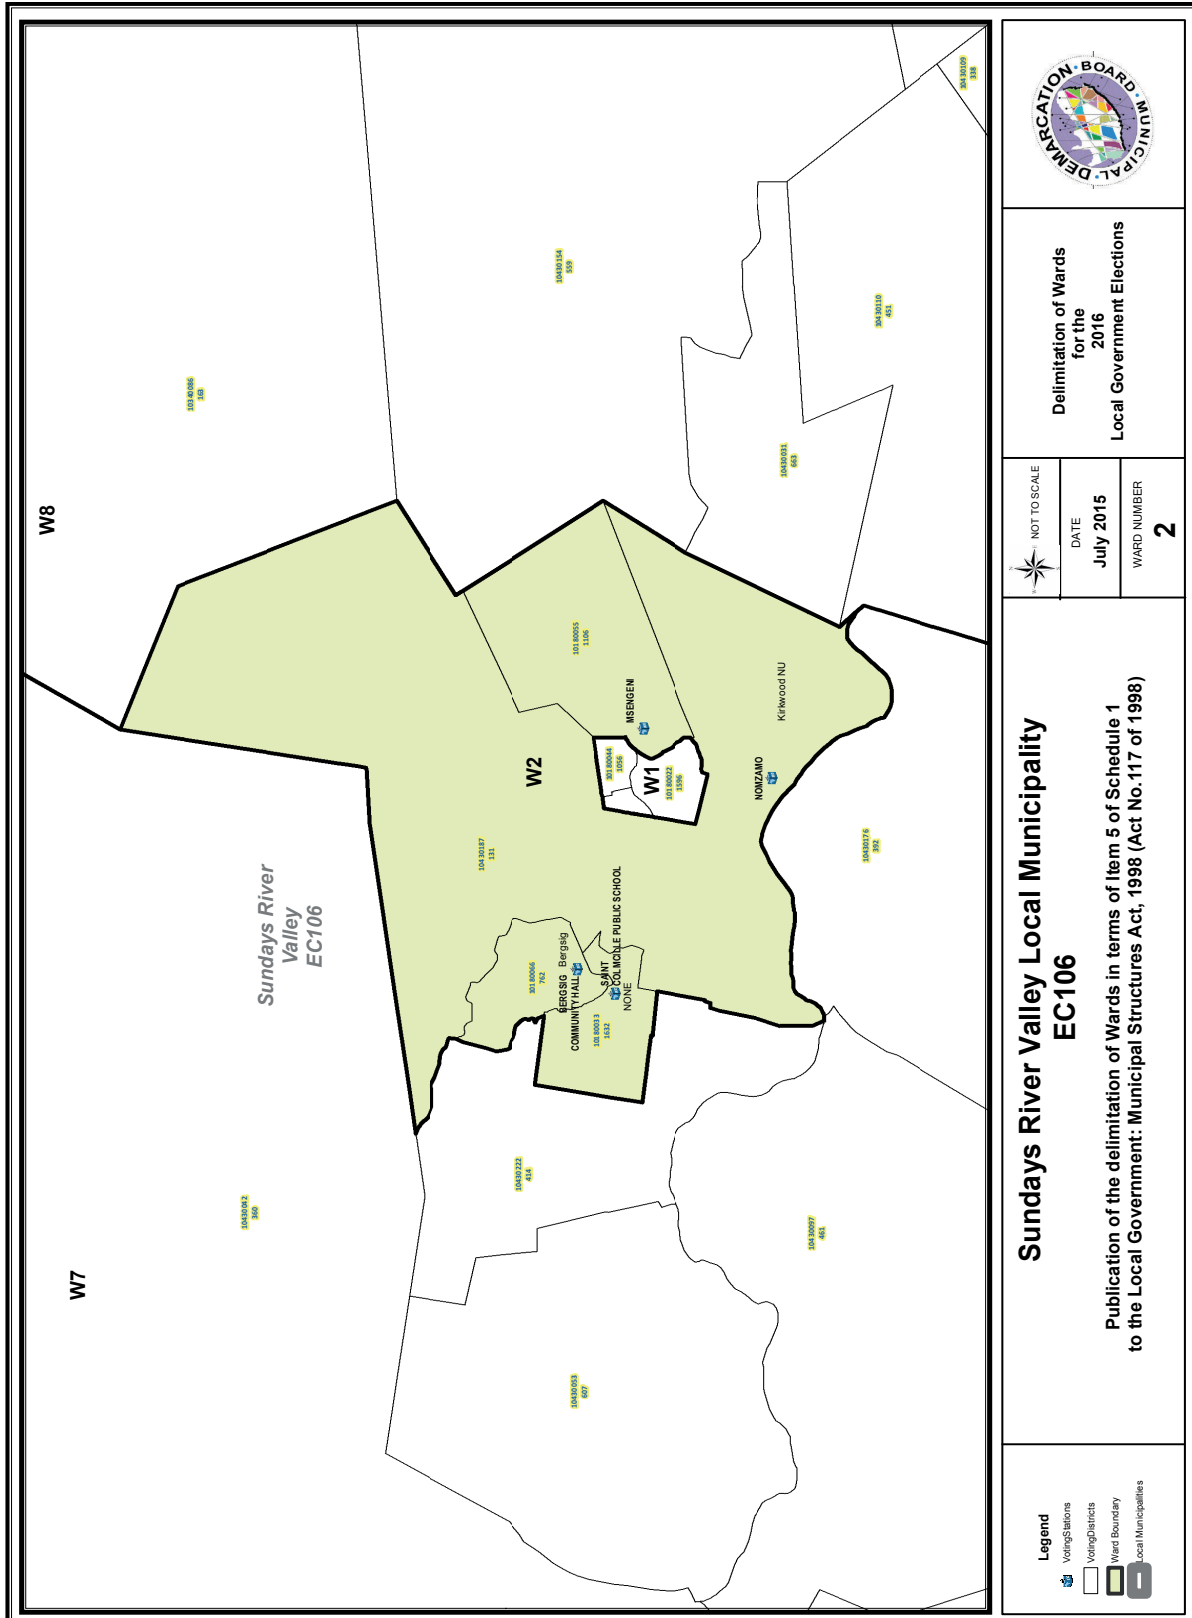 W8
W7
Sundays River
Valley
EC106
10340086
163
10430154
559
10430109
338
10430110
451
10430031
663
10430042
360
10180055
1106
MSENGENI
W2
10180044
1056
W1
10180022
1596
Kirkwood NU
NOMZAMO
10430187
131
10430176
392
10180066
762
BERGSIG
COMMUNITY HALL
Bergsig
SAINT
COLMCILLE PUBLIC SCHOOL
NONE
10180033
1632
10430222
414
10430097
461
10430053
607
Legend
VotingStations
VotingDistricts
Ward Boundary
Local Municipalities
Sundays River Valley Local Municipality
EC106
Publication of the delimitation of Wards in terms of Item 5 of Schedule 1
to the Local Government: Municipal Structures Act, 1998 (Act No.117 of 1998)
N
E
S
W
NOT TO SCALE
DATE
July 2015
WARD NUMBER
2
Delimitation of Wards
for the
2016
Local Government Elections
MUNICIPAL • DEMARCATION • BOARD •